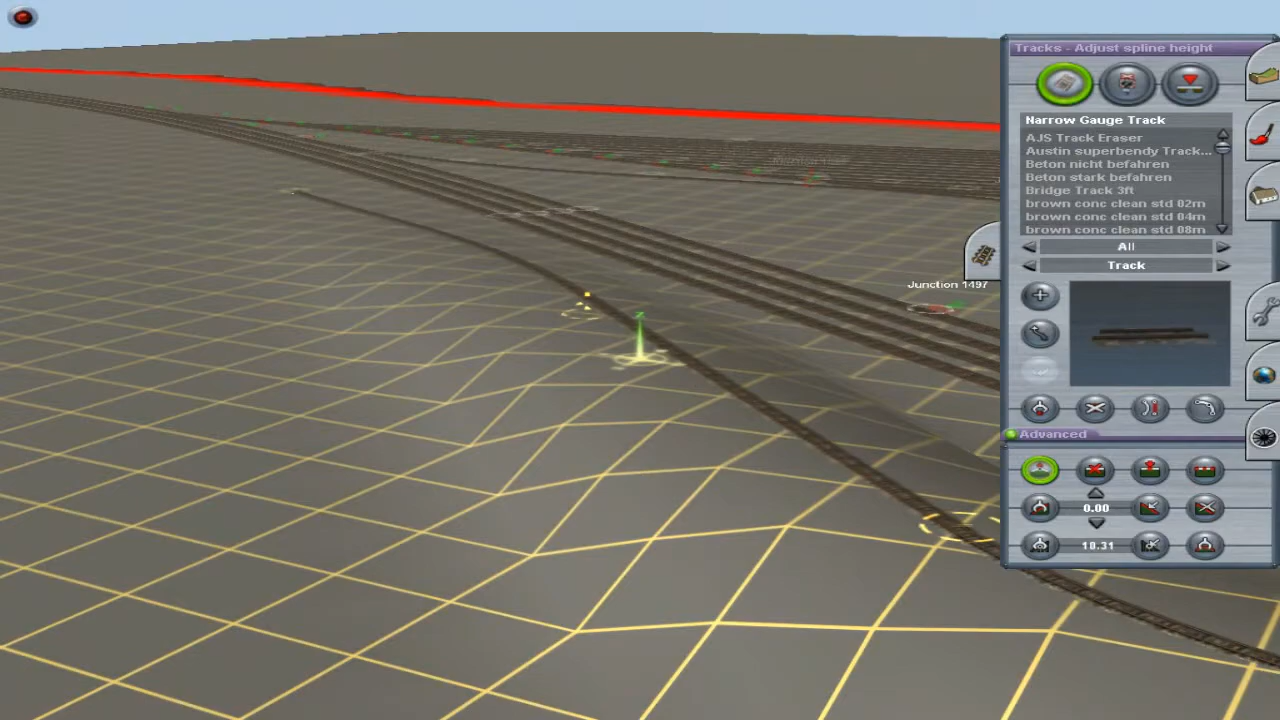 Tracks - Adjust spline height
Narrow Gauge Track
AJS Track Eraser
Austin superbendy Track...
Beton nicht befahren
Beton stark befahren
Bridge Track 3ft
brown conc clean std 02m
brown conc clean std 04m
brown conc clean std 08m
All
Track
Junction 1497
Z
Advanced
0.00
10.31